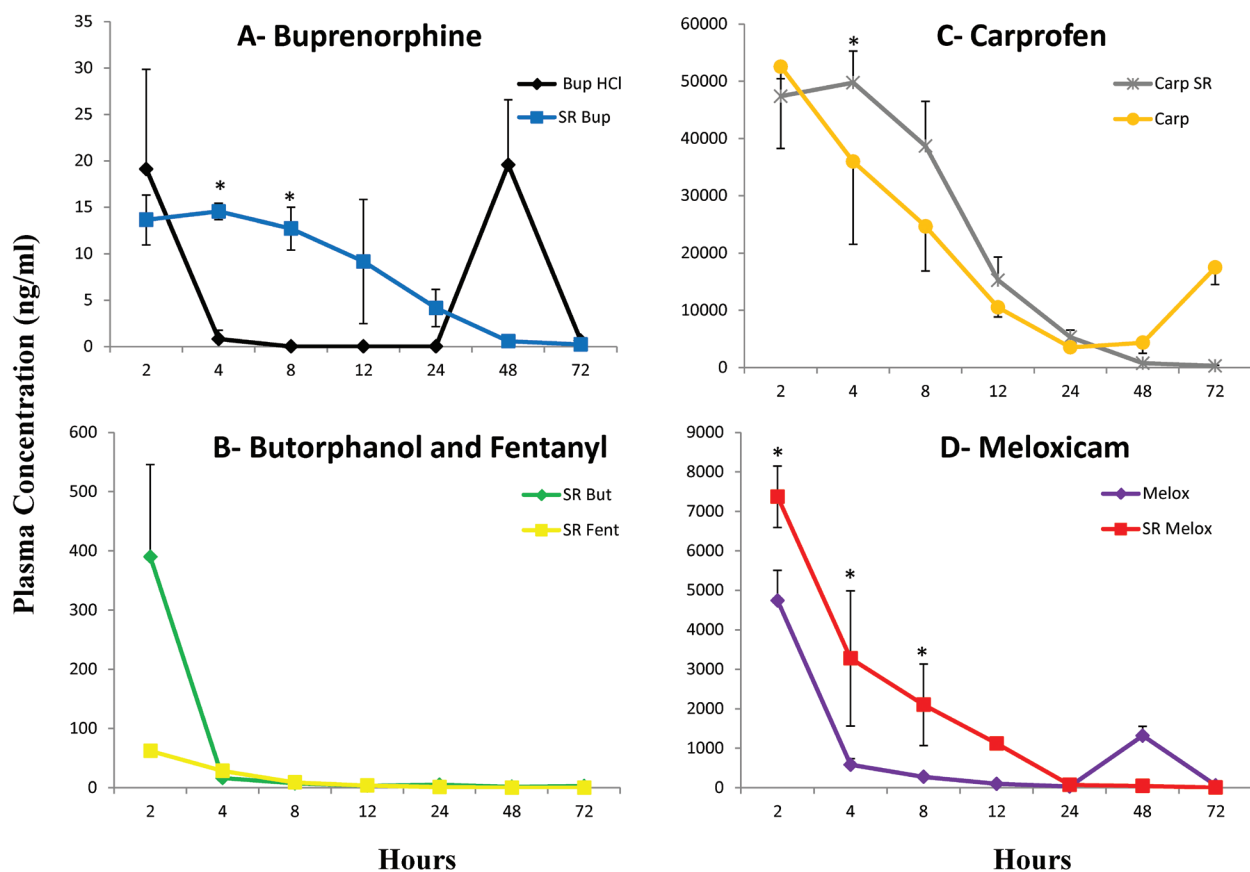 A- Buprenorphine
35
30
25
20
15
10
5
0
Bup HCl
SR Bup
*
*
2 4 8 12 24 48 72
C- Carprofen
60000
50000
40000
30000
20000
10000
0
*
Carp SR
Carp
2 4 8 12 24 48 72
Plasma Concentration (ng/ml)
B- Butorphanol and Fentanyl
600
500
400
300
200
100
0
SR But
SR Fent
2 4 8 12 24 48 72
Hours
D- Meloxicam
9000
8000
7000
6000
5000
4000
3000
2000
1000
0
*
*
*
Melox
SR Melox
2 4 8 12 24 48 72
Hours